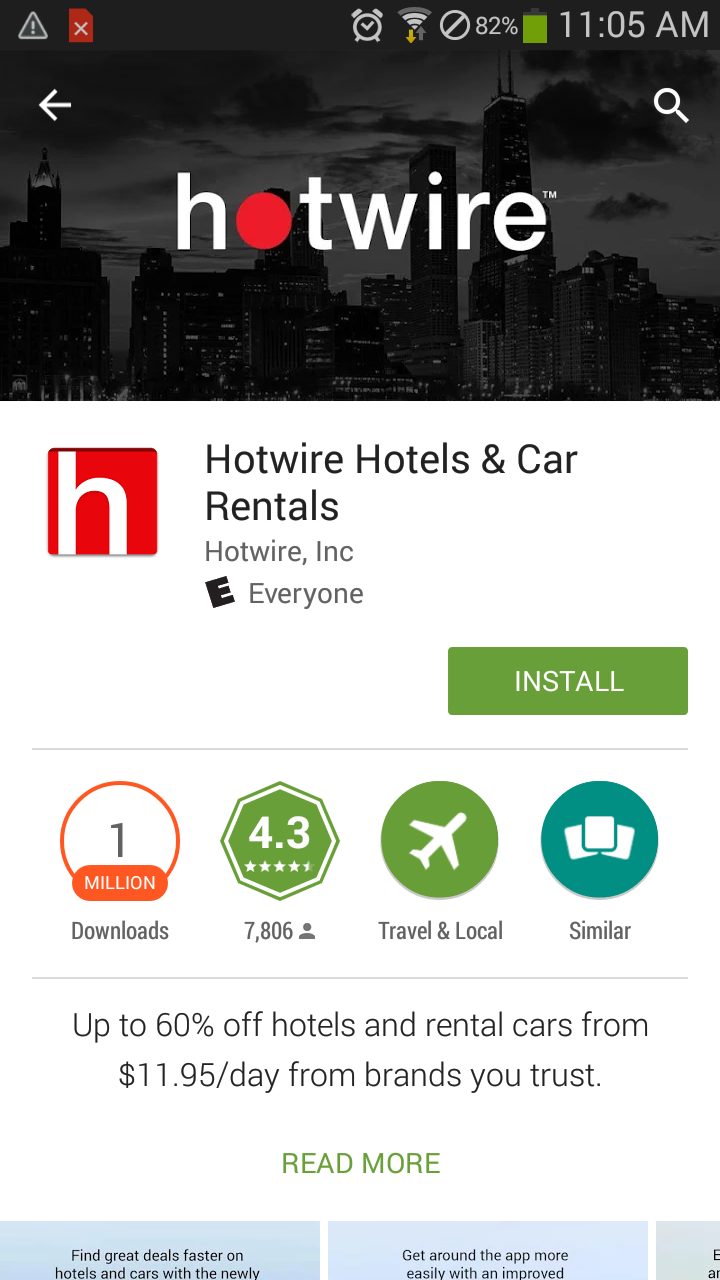 82% 11:05 AM
hotwire™
h
Hotwire Hotels & Car
Rentals
Hotwire, Inc
E Everyone
INSTALL
1
MILLION
Downloads
4.3
7,806
Travel & Local
Similar
Up to 60% off hotels and rental cars from
$11.95/day from brands you trust.
READ MORE
Find great deals faster on
hotels and cars with the newly
Get around the app more
easily with an improved